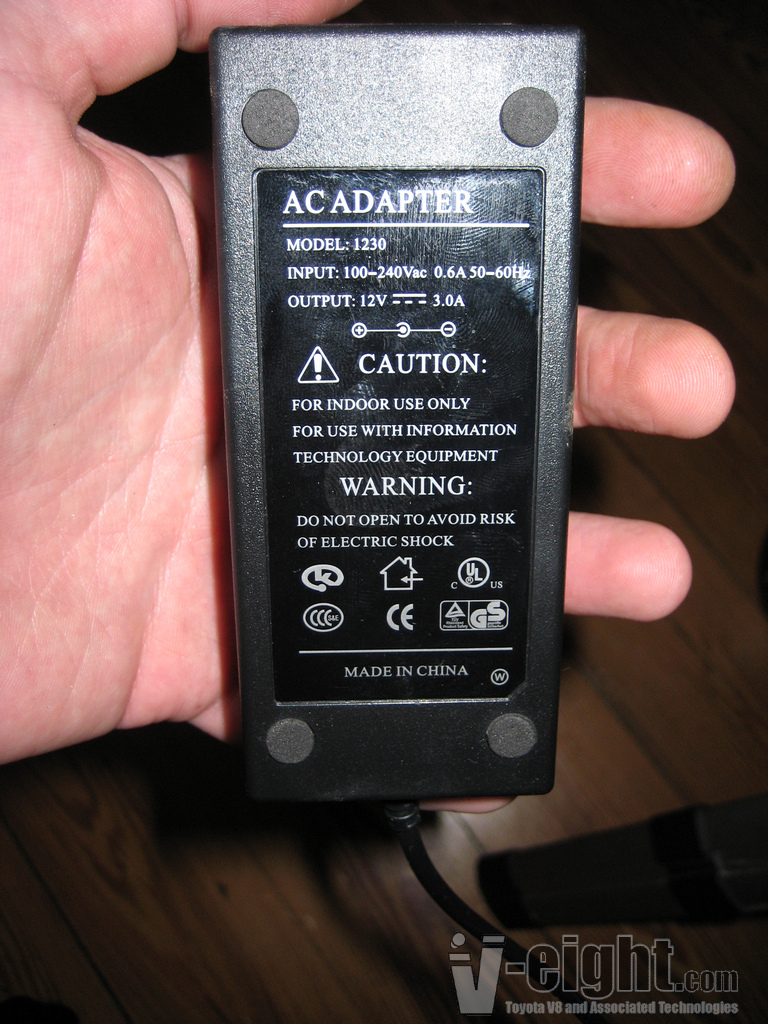 AC ADAPTER
MODEL: 1230
INPUT: 100-240Vac 0.6A 50-60Hz
OUTPUT: 12V 3.0A
CAUTION:
FOR INDOOR USE ONLY
FOR USE WITH INFORMATION
TECHNOLOGY EQUIPMENT
WARNING:
DO NOT OPEN TO AVOID RISK
OF ELECTRIC SHOCK
C UL US
CCC S&E CE TÜV GS
MADE IN CHINA W
V-eight.com
Toyota V8 and Associated Technologies